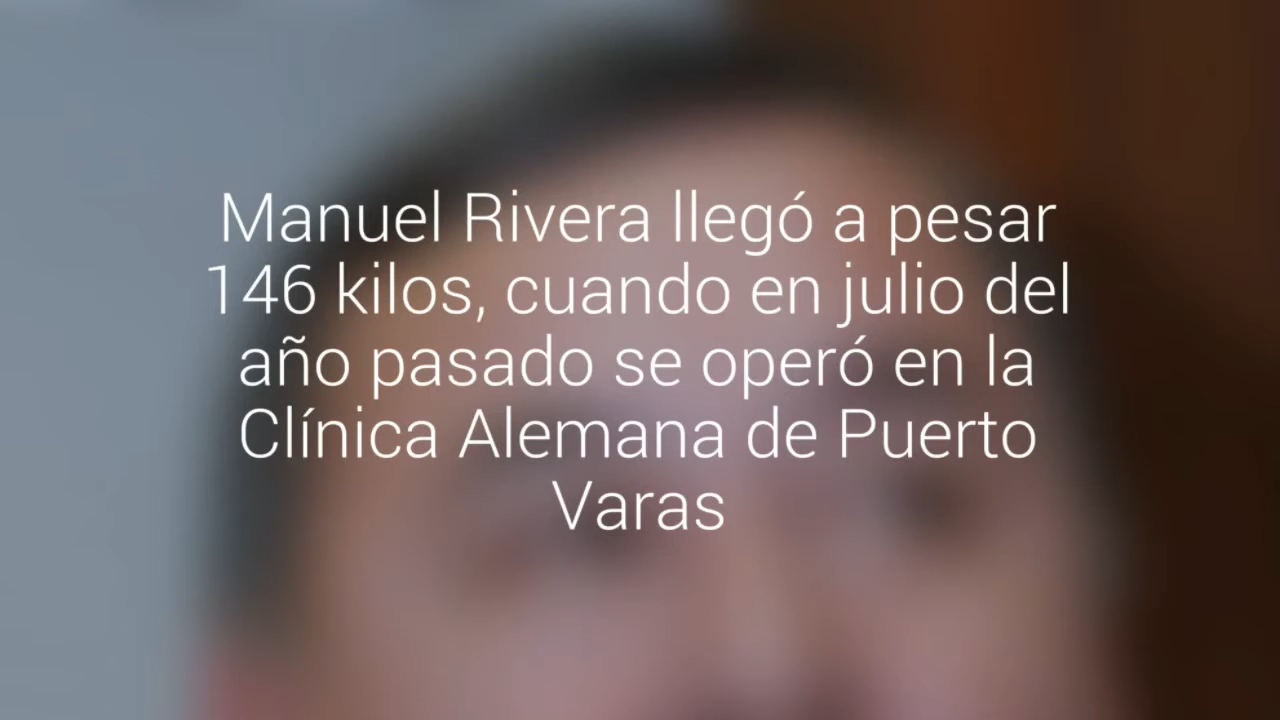 Manuel Rivera llegó a pesar
146 kilos, cuando en julio del
año pasado se operó en la
Clínica Alemana de Puerto
Varas